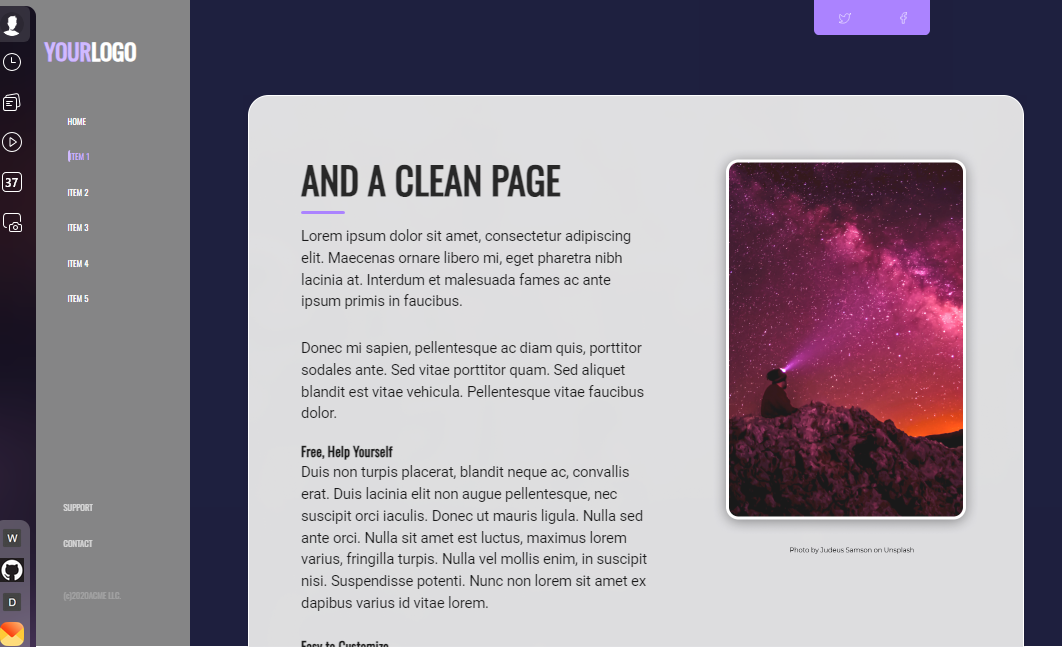 YOURLOGO
HOME
ITEM 1
ITEM 2
ITEM 3
ITEM 4
ITEM 5
SUPPORT
CONTACT
(c)2020ACME LLC.
37
W
D
AND A CLEAN PAGE
Lorem ipsum dolor sit amet, consectetur adipiscing
elit. Maecenas ornare libero mi, eget pharetra nibh
lacinia at. Interdum et malesuada fames ac ante
ipsum primis in faucibus.
Donec mi sapien, pellentesque ac diam quis, porttitor
sodales ante. Sed vitae porttitor quam. Sed aliquet
blandit est vitae vehicula. Pellentesque vitae faucibus
dolor.
Free, Help Yourself
Duis non turpis placerat, blandit neque ac, convallis
erat. Duis lacinia elit non augue pellentesque, nec
suscipit orci iaculis. Donec ut mauris ligula. Nulla sed
ante orci. Nulla sit amet est luctus, maximus lorem
varius, fringilla turpis. Nulla vel mollis enim, in suscipit
nisi. Suspendisse potenti. Nunc non lorem sit amet ex
dapibus varius id vitae lorem.
Easy to Customize
Photo by Judeus Samson on Unsplash